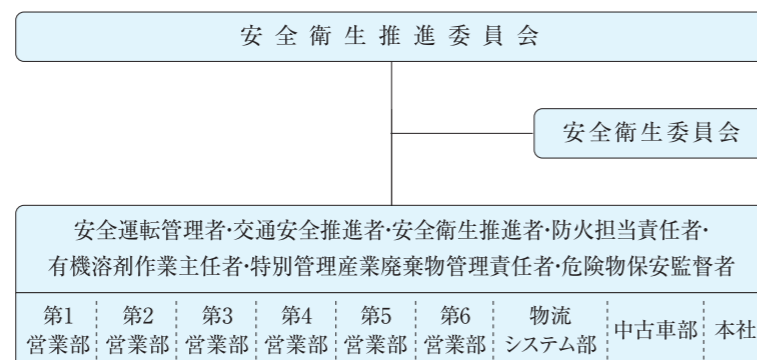 安全衛生推進委員会
安全衛生委員会
安全運転管理者・交通安全推進者・安全衛生推進者・防火担当責任者・
有機溶剤作業主任者・特別管理産業廃棄物管理責任者・危険物保安監督者
第1 第2 第3 第4 第5 第6 物流
営業部 営業部 営業部 営業部 営業部 営業部 システム部 中古車部 本社